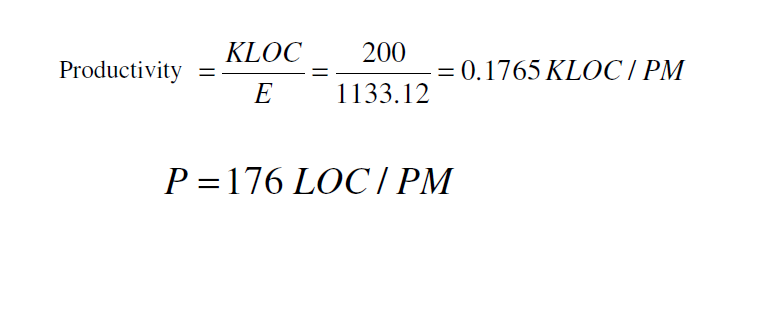 Productivity = KLOC / E = 200 / 1133.12 = 0.1765 KLOC / PM
P = 176 LOC / PM